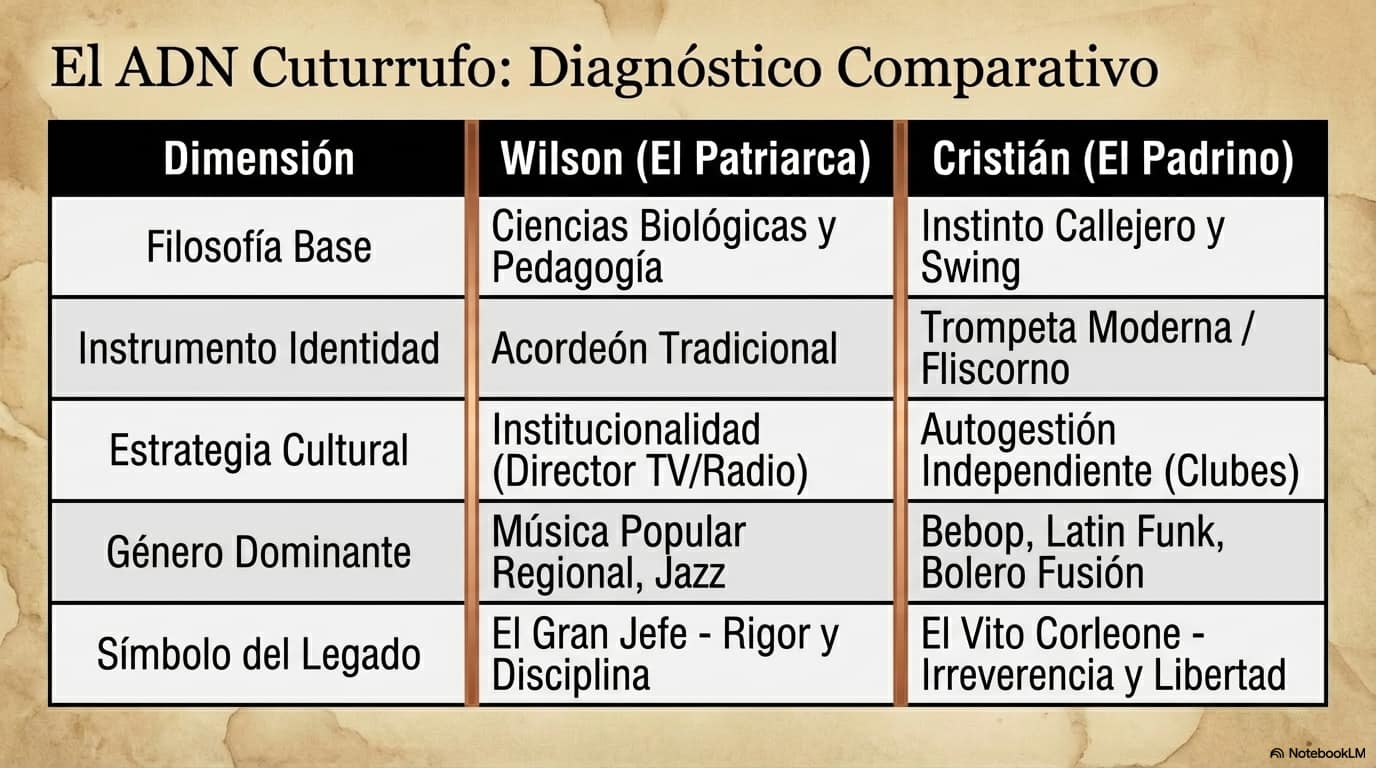 El ADN Cuturrufo: Diagnóstico Comparativo
Dimensión
Wilson (El Patriarca)
Cristián (El Padrino)
Filosofía Base
Ciencias Biológicas y
Pedagogía
Instinto Callejero y
Swing
Instrumento Identidad
Acordeón Tradicional
Trompeta Moderna /
Fliscorno
Estrategia Cultural
Institucionalidad
(Director TV/Radio)
Autogestión
Independiente (Clubes)
Género Dominante
Música Popular
Regional, Jazz
Bebop, Latin Funk,
Bolero Fusión
Símbolo del Legado
El Gran Jefe - Rigor y
Disciplina
El Vito Corleone -
Irreverencia y Libertad
NotebookLM